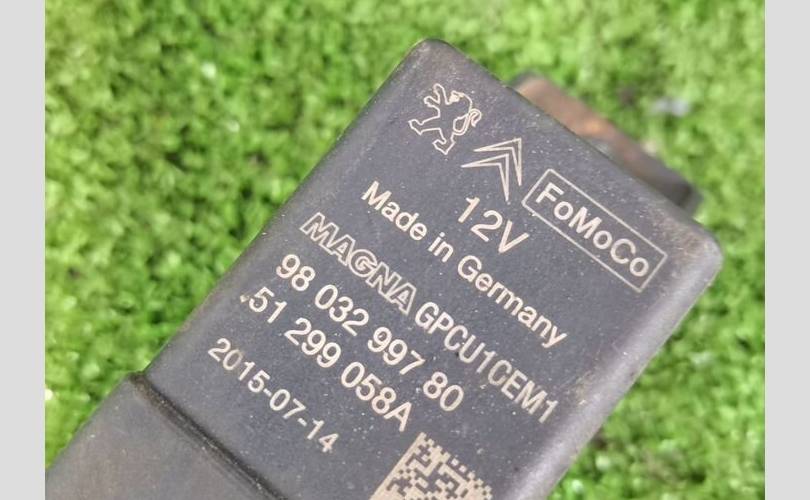 FoMoCo
12V
Made in Germany
MAGNA GPCU1CEM1
98 032 997 80
51 299 058A
2015-07-14